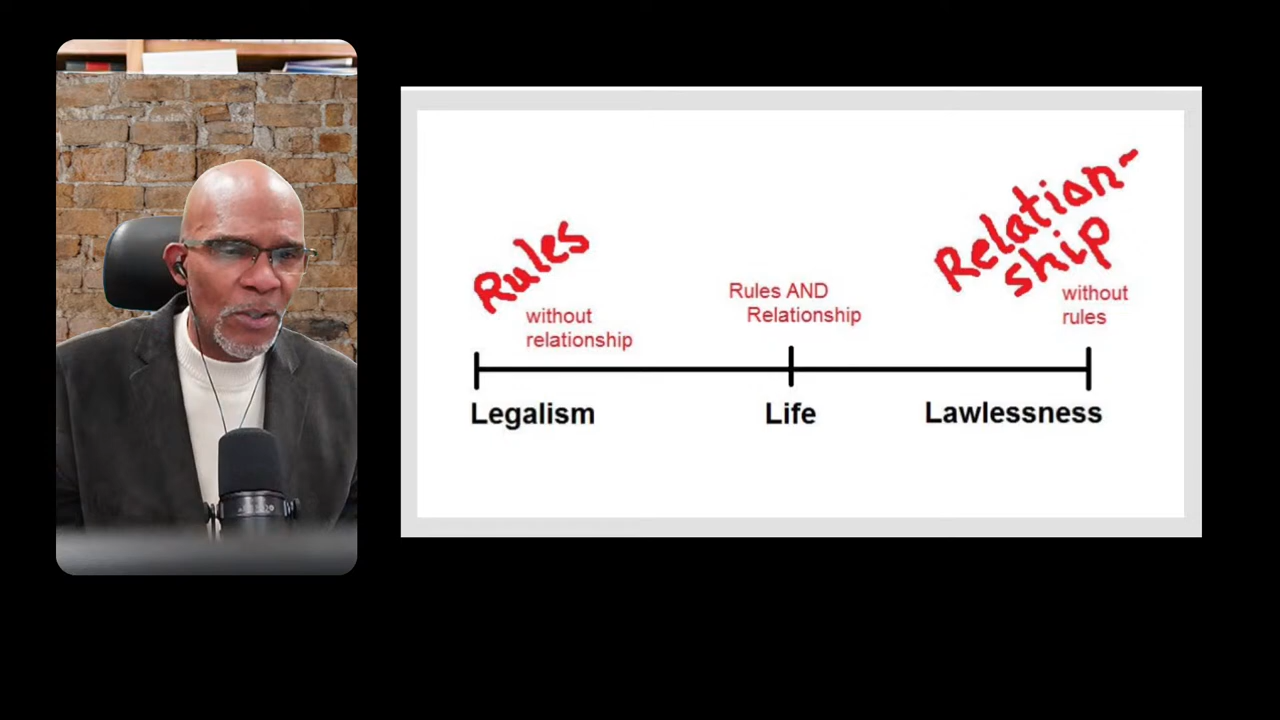 Rules
without
relationship
Rules AND
Relationship
Relation-
ship
without
rules
Legalism
Life
Lawlessness